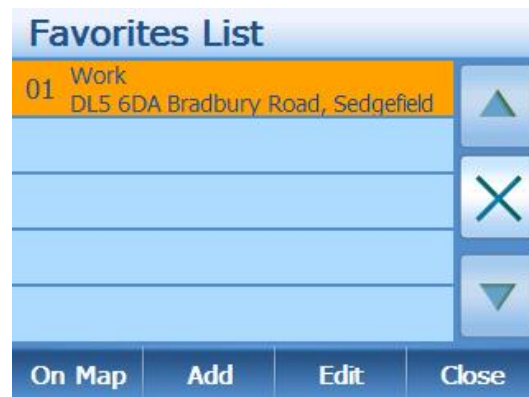 Favorites List
01 Work
DL5 6DA Bradbury Road, Sedgefield
On Map Add Edit Close